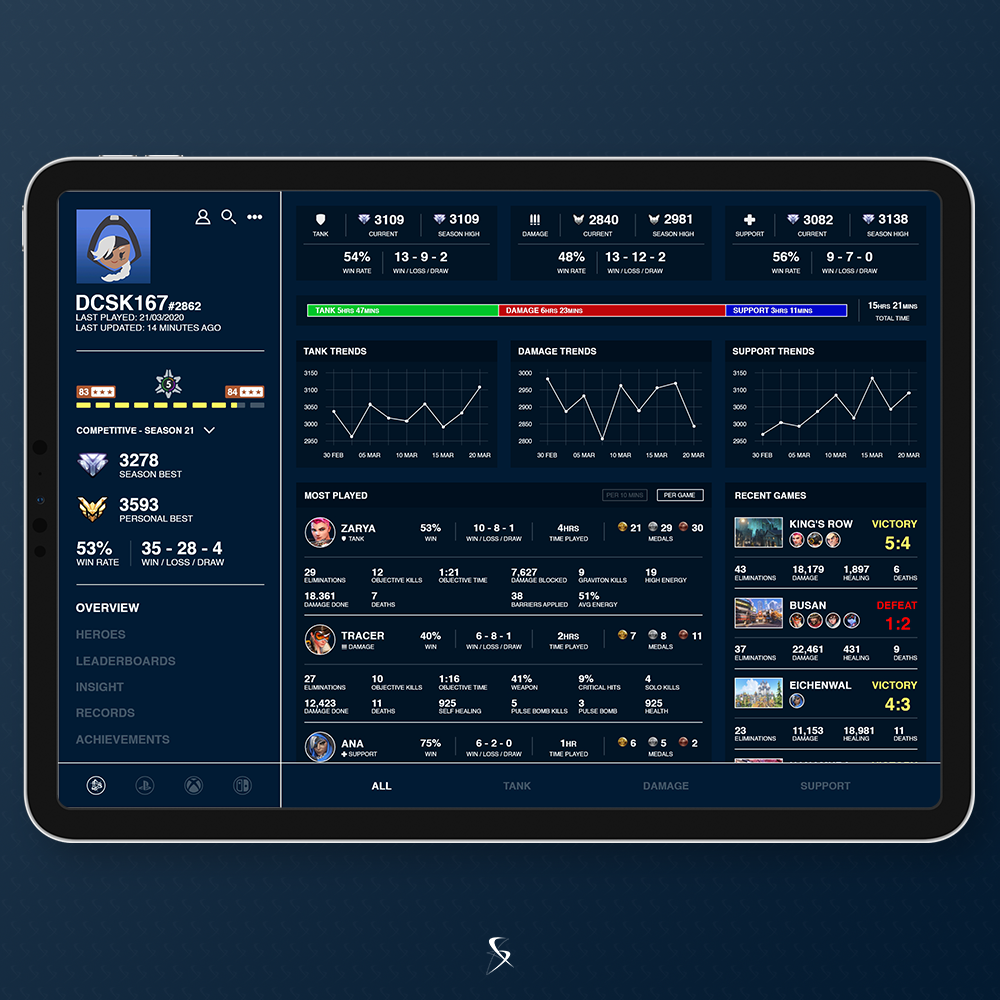 DCSK167#2862
LAST PLAYED: 21/03/2020
LAST UPDATED: 14 MINUTES AGO
83
5
84
COMPETITIVE - SEASON 21
3278
SEASON BEST
3593
PERSONAL BEST
53% 35 - 28 - 4
WIN RATE WIN / LOSS / DRAW
OVERVIEW
HEROES
LEADERBOARDS
INSIGHT
RECORDS
ACHIEVEMENTS
TANK
3109
CURRENT
3109
SEASON HIGH
54% 13 - 9 - 2
WIN RATE WIN / LOSS / DRAW
DAMAGE
2840
CURRENT
2981
SEASON HIGH
48% 13 - 12 - 2
WIN RATE WIN / LOSS / DRAW
SUPPORT
3082
CURRENT
3138
SEASON HIGH
56% 9 - 7 - 0
WIN RATE WIN / LOSS / DRAW
TANK 5HRS 47MINS DAMAGE 6HRS 23MINS SUPPORT 3HRS 11MINS
15HRS 21MINS
TOTAL TIME
TANK TRENDS
3150
3100
3050
3000
2950
30 FEB 05 MAR 10 MAR 15 MAR 20 MAR
DAMAGE TRENDS
3000
2950
2900
2850
2800
30 FEB 05 MAR 10 MAR 15 MAR 20 MAR
SUPPORT TRENDS
3150
3100
3050
3000
2950
30 FEB 05 MAR 10 MAR 15 MAR 20 MAR
MOST PLAYED PER 10 MINS PER GAME
ZARYA 53% 10 - 8 - 1 4HRS 21 29 30
TANK WIN WIN / LOSS / DRAW TIME PLAYED MEDALS
29 12 1:21 7,627 9 19
ELIMINATIONS OBJECTIVE KILLS OBJECTIVE TIME DAMAGE BLOCKED GRAVITON KILLS HIGH ENERGY
18.361 7 38 51%
DAMAGE DONE DEATHS BARRIERS APPLIED AVG ENERGY
TRACER 40% 6 - 8 - 1 2HRS 7 8 11
DAMAGE WIN WIN / LOSS / DRAW TIME PLAYED MEDALS
27 10 1:16 41% 9% 4
ELIMINATIONS OBJECTIVE KILLS OBJECTIVE TIME WEAPON CRITICAL HITS SOLO KILLS
12,423 11 925 5 3 925
DAMAGE DONE DEATHS SELF HEALING PULSE BOMB KILLS PULSE BOMB HEALTH
ANA 75% 6 - 2 - 0 1HR 6 5 2
SUPPORT WIN WIN / LOSS / DRAW TIME PLAYED MEDALS
RECENT GAMES
KING'S ROW VICTORY
5:4
43 18,179 1,897 6
ELIMINATIONS DAMAGE HEALING DEATHS
BUSAN DEFEAT
1:2
37 22,461 431 9
ELIMINATIONS DAMAGE HEALING DEATHS
EICHENWAL VICTORY
4:3
23 11,153 18,981 11
ELIMINATIONS DAMAGE HEALING DEATHS
ALL TANK DAMAGE SUPPORT